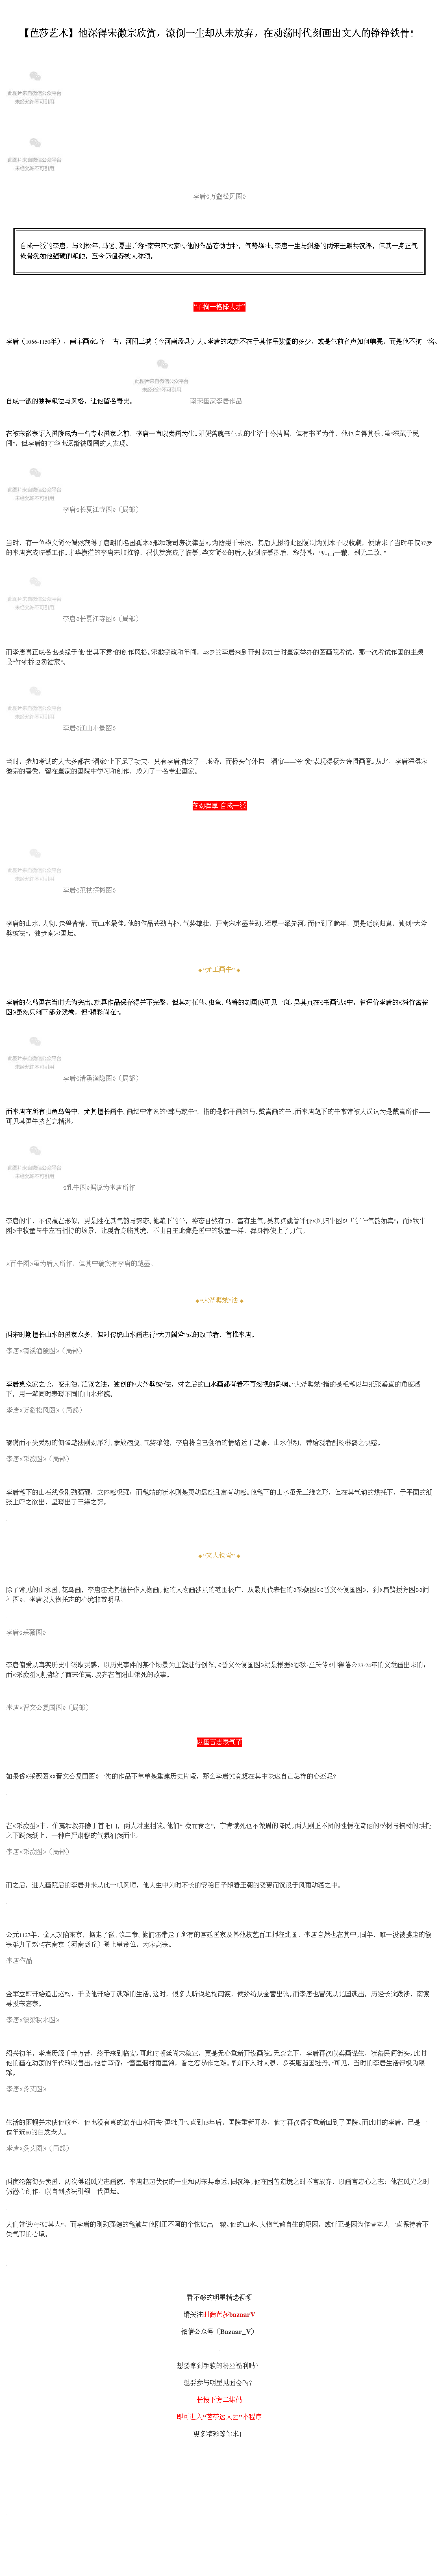 【芭莎艺术】他深得宋徽宗欣赏，潦倒一生却从未放弃，在动荡时代刻画出文人的铮铮铁骨！
此图片来自微信公众平台
未经允许不可引用
此图片来自微信公众平台
未经允许不可引用
李唐《万壑松风图》
自成一派的李唐，与刘松年、马远、夏圭并称“南宋四大家”。他的作品苍劲古朴，气势雄壮。李唐一生与飘摇的两宋王朝共沉浮，但其一身正气
铁骨犹如他强硬的笔触，至今仍值得被人称颂。
“不拘一格降人才”
李唐（1066-1150年），南宋画家。字 古，河阳三城（今河南孟县）人。李唐的成就不在于其作品数量的多少，或是生前名声如何响亮，而是他不拘一格、
此图片来自微信公众平台
未经允许不可引用
自成一派的独特笔法与风格，让他留名青史。
南宋画家李唐作品
在被宋徽宗诏入画院成为一名专业画家之前，李唐一直以卖画为生。即便落魄书生式的生活十分拮据，但有书画为伴，他也自得其乐。虽“深藏于民
间”，但李唐的才华也逐渐被周围的人发现。
此图片来自微信公众平台
未经允许不可引用
李唐《长夏江寺图》（局部）
当时，有一位毕文简公偶然获得了唐朝的名画孤本《邢和璞司房次律图》。为防患于未然，其后人想将此图复制为别本予以收藏，便请来了当时年仅37岁
的李唐完成临摹工作。才华横溢的李唐未加推辞，很快就完成了临摹。毕文简公的后人收到临摹图后，称赞其：“如出一辙，别无二致。”
此图片来自微信公众平台
未经允许不可引用
李唐《长夏江寺图》（局部）
而李唐真正成名也是缘于他“出其不意”的创作风格。宋徽宗政和年间，48岁的李唐来到开封参加当时皇家举办的图画院考试，那一次考试作画的主题
是“竹锁桥边卖酒家”。
此图片来自微信公众平台
未经允许不可引用
李唐《江山小景图》
当时，参加考试的人大多都在“酒家”上下足了功夫，只有李唐描绘了一座桥，而桥头竹外挂一酒帘——将“锁”表现得极为诗情画意。从此，李唐深得宋
徽宗的喜爱，留在皇家的画院中学习和创作，成为了一名专业画家。
苍劲浑厚 自成一派
此图片来自微信公众平台
未经允许不可引用
李唐《策杖探梅图》
李唐的山水、人物、走兽皆精，而山水最佳。他的作品苍劲古朴、气势雄壮，开南宋水墨苍劲、浑厚一派先河。而他到了晚年，更是返璞归真，独创“大斧
劈皴法”，独步南宋画坛。
●“尤工画牛”●
李唐的花鸟画在当时尤为突出。就算作品保存得并不完整，但其对花鸟、虫鱼、鸟兽的刻画仍可见一斑。吴其贞在《书画记》中，曾评价李唐的《梅竹禽雀
图》虽然只剩下部分残卷，但“精彩尚在”。
此图片来自微信公众平台
未经允许不可引用
李唐《清溪渔隐图》（局部）
而李唐在所有虫鱼鸟兽中，尤其擅长画牛。画坛中常说的“韩马戴牛”，指的是韩干画的马、戴嵩画的牛。而李唐笔下的牛常常被人误认为是戴嵩所作——
可见其画牛技艺之精湛。
此图片来自微信公众平台
未经允许不可引用
《乳牛图》据说为李唐所作
李唐的牛，不仅画在形似，更是胜在其气韵与势态。他笔下的牛，姿态自然有力，富有生气。吴其贞就曾评价《风归牛图》中的牛“气韵如真”；而《牧牛
图》中牧童与牛左右相持的场景，让观者身临其境，不由自主地像是画中的牧童一样，浑身都使上了力气。
《百牛图》虽为后人所作，但其中确实有李唐的笔墨。
●“大斧劈皴”法●
两宋时期擅长山水的画家众多，但对传统山水画进行“大刀阔斧”式的改革者，首推李唐。
李唐《清溪渔隐图》（局部）
李唐集众家之长，变荆浩、范宽之法，独创的“大斧劈皴”法，对之后的山水画都有着不可忽视的影响。“大斧劈皴”指的是毛笔以与纸张垂直的角度落
下，用一笔同时表现不同的山水形貌。
李唐《万壑松风图》（局部）
硬骨而不失灵动的侧锋笔法刚劲犀利、豪放洒脱、气势雄健，李唐将自己翻涌的情绪运于笔端，山水俱劲，带给观者酣畅淋漓之快感。
李唐《采薇图》（局部）
李唐笔下的山石线条刚劲强硬，立体感极强；而笔端的泼水则是灵动盘旋且富有动感。他笔下的山水虽无三维之形，但在其气韵的烘托下，于平面的纸
张上呼之欲出，呈现出了三维之势。
●“文人铁骨”●
除了常见的山水画、花鸟画，李唐还尤其擅长作人物画。他的人物画涉及的范围极广，从最具代表性的《采薇图》《晋文公复国图》，到《扁鹊授方图》《问
礼图》，李唐以人物托志的心境非常明显。
李唐《采薇图》
李唐偏爱从真实历史中汲取灵感，以历史事件的某个场景为主题进行创作。《晋文公复国图》就是根据《春秋·左氏传》中鲁僖公23-24年的文意画出来的；
而《采薇图》则描绘了商末伯夷、叔齐在首阳山饿死的故事。
李唐《晋文公复国图》（局部）
以画言忠表气节
如果像《采薇图》《晋文公复国图》一类的作品不单单是重建历史片段，那么李唐究竟想在其中表达自己怎样的心态呢？
在《采薇图》中，伯夷和叔齐隐于首阳山，两人对坐相谈。他们“ 薇而食之”，宁肯饿死也不做周的降民。两人刚正不阿的性情在奇倔的松树与枫树的烘托
之下跃然纸上，一种庄严肃穆的气氛油然而生。
李唐《采薇图》（局部）
而之后，进入画院后的李唐并未从此一帆风顺，他人生中为时不长的安稳日子随着王朝的变更而沉没于风雨动荡之中。
公元1127年，金人攻陷东京，掳走了徽、钦二帝。他们还带走了所有的宫廷画家及其他技艺百工押往北国，李唐自然也在其中。同年，唯一没被掳走的徽
宗第九子赵构在南京（河南商丘）登上皇帝位，为宋高宗。
李唐作品
金军立即开始追击赵构，于是他开始了逃难的生活。这时，很多人听说赵构南渡，便纷纷从金营出逃。而李唐也冒死从北国逃出，历经长途跋涉，南渡
寻投宋高宗。
李唐《濠梁秋水图》
绍兴初年，李唐历经千辛万苦，终于来到临安。可此时朝廷尚未稳定，更是无心重新开设画院。无奈之下，李唐再次以卖画谋生，漫荡民间街头。此时
他的画在动荡的年代难以售出。他曾写诗：“雪里烟村雨里滩，看之容易作之难。早知不入时人眼，多买胭脂画牡丹。”可见，当时的李唐生活得极为艰
难。
李唐《灸艾图》
生活的困顿并未使他放弃，他也没有真的放弃山水而去“画牡丹”。直到15年后，画院重新开办，他才再次得诏重新回到了画院。而此时的李唐，已是一
位年近80的白发老人。
李唐《灸艾图》（局部）
两度沦落街头卖画，两次得诏风光进画院，李唐起起伏伏的一生和两宋共命运、同沉浮。他在国苦逆境之时不言放弃，以画言忠心之志；他在风光之时
仍潜心创作，以自创技法引领一代画坛。
人们常说“字如其人”，而李唐的刚劲强健的笔触与他刚正不阿的个性如出一辙。他的山水、人物气韵自生的原因，或许正是因为作者本人一直保持着不
失气节的心境。
看不够的明星精选视频
请关注时尚芭莎bazaarV
微信公众号（Bazaar_V）
想要拿到手软的粉丝福利吗？
想要参与明星见面会吗？
长按下方二维码
即可进入“芭莎达人团”小程序
更多精彩等你来！